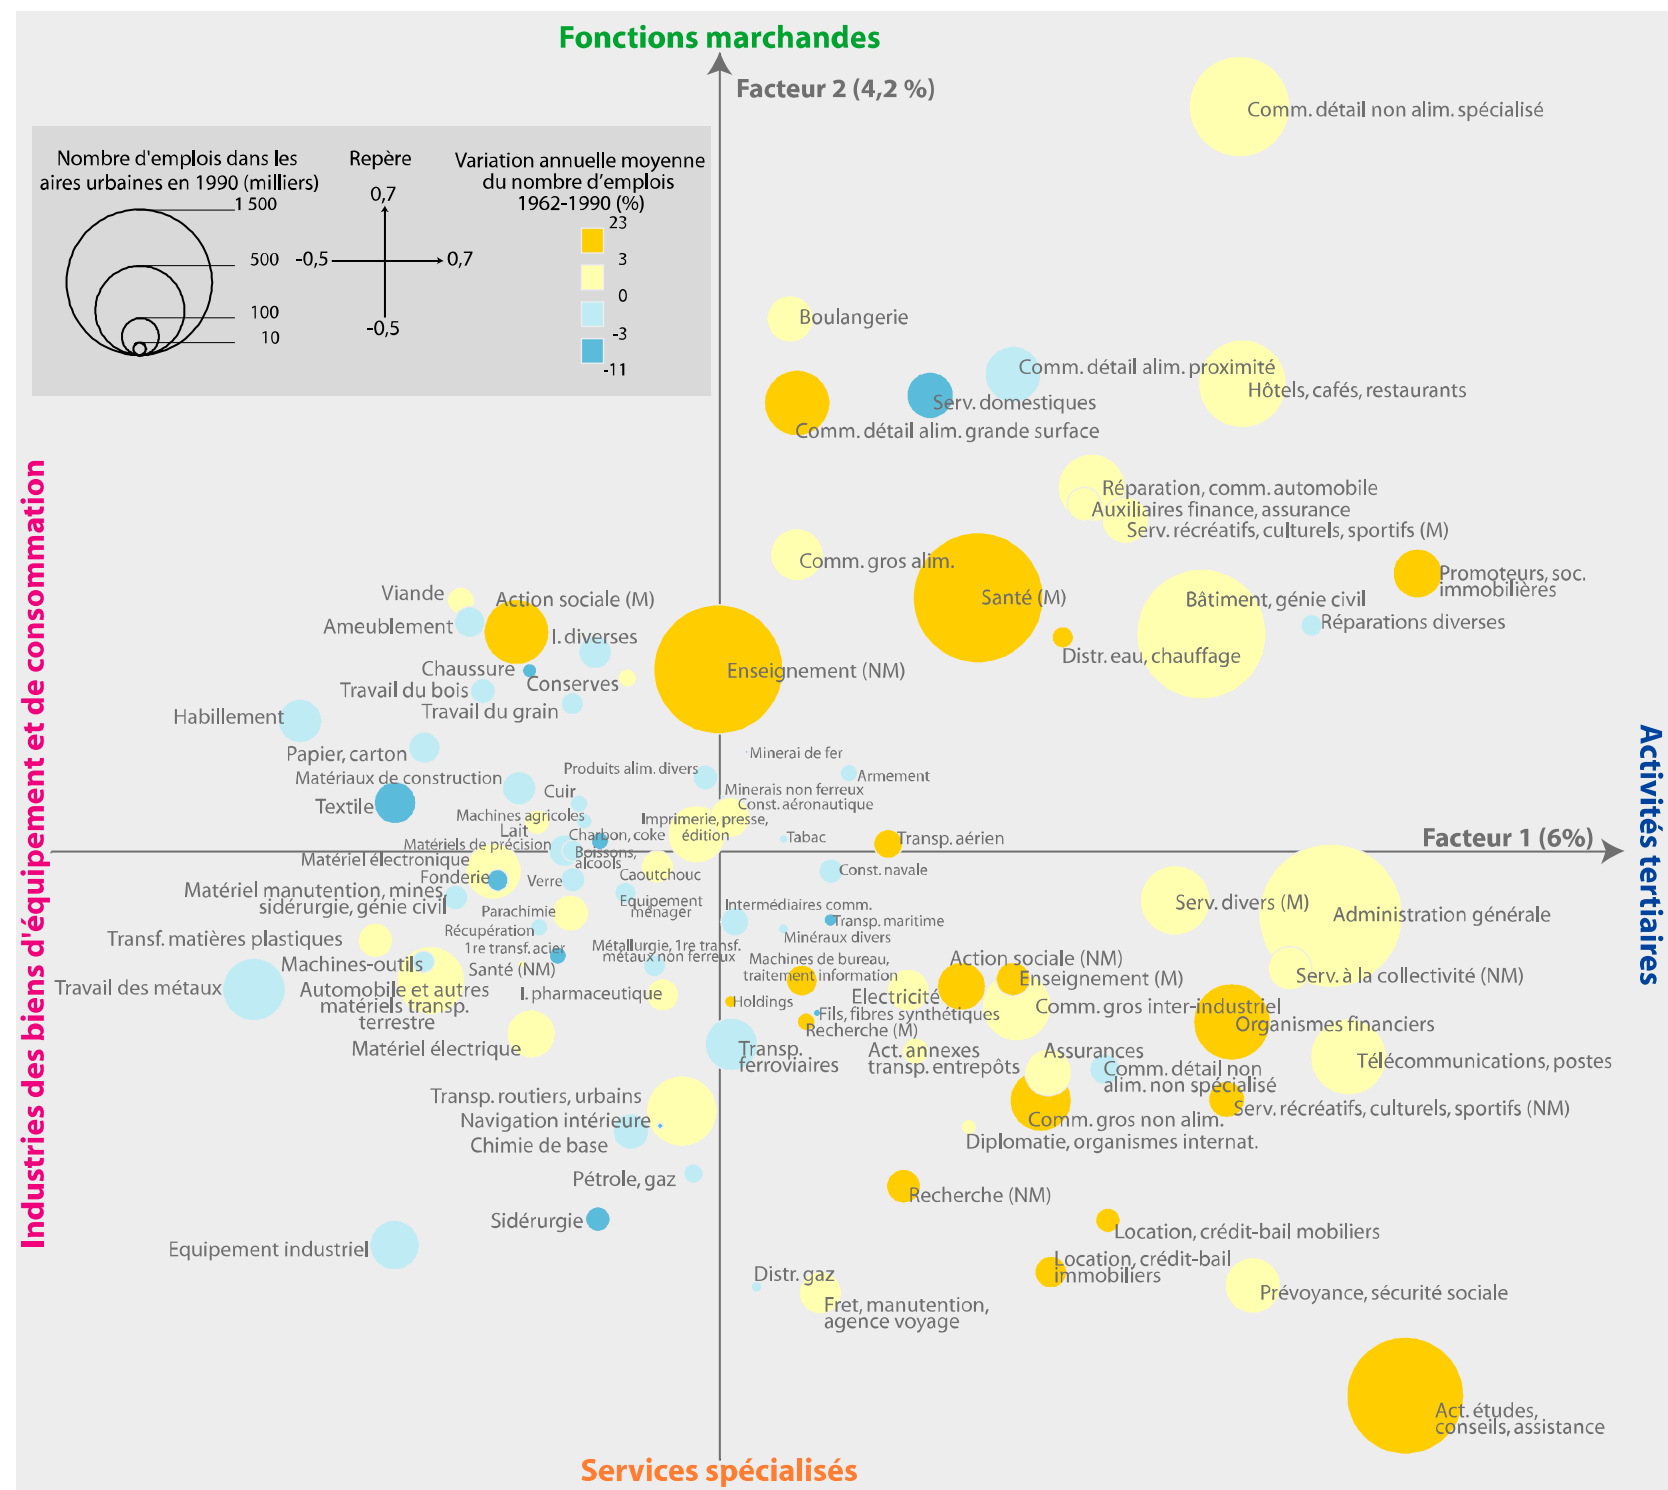 Fonctions marchandes
Facteur 2 (4,2 %)
Comm. détail non alim. spécialisé
Nombre d'emplois dans les
aires urbaines en 1990 (milliers)
1 500
500
100
10
Repère
0,7
-0,5
0,7
-0,5
Variation annuelle moyenne
du nombre d'emplois
1962-1990 (%)
23
3
0
-3
-11
Boulangerie
Comm. détail alim. proximité
Hôtels, cafés, restaurants
Serv. domestiques
Comm. détail alim. grande surface
Réparation, comm. automobile
Auxiliaires finance, assurance
Serv. récréatifs, culturels, sportifs (M)
Comm. gros alim.
Promoteurs, soc.
immobilières
Viande
Action sociale (M)
Santé (M)
Bâtiment, génie civil
Ameublement
I. diverses
Réparations diverses
Distr. eau, chauffage
Chaussure
Enseignement (NM)
Conserves
Travail du bois
Travail du grain
Habillement
Papier, carton
Minerai de fer
Produits alim. divers
Armement
Matériaux de construction
Cuir
Minerais non ferreux
Const. aéronautique
Textile
Machines agricoles
Imprimerie, presse,
édition
Lait
Charbon, coke
Tabac
Transp. aérien
Facteur 1 (6%)
Matériels de précision
Boissons,
alcools
Matériel électronique
Fonderie
Verre
Caoutchouc
Const. navale
Matériel manutention, mines,
sidérurgie, génie civil
Equipement
ménager
Intermédiaires comm.
Serv. divers (M)
Administration générale
Parachimie
Transp. maritime
Récupération
Minéraux divers
Transf. matières plastiques
1re transf. acier
Métallurgie, 1re transf.
métaux non ferreux
Machines de bureau,
traitement information
Action sociale (NM)
Machines-outils
Santé (NM)
Enseignement (M)
Serv. à la collectivité (NM)
Travail des métaux
Automobile et autres
matériels transp.
terrestre
I. pharmaceutique
Electricité
Holdings
Comm. gros inter-industriel
Fils, fibres synthétiques
Recherche (M)
Organismes financiers
Matériel électrique
Transp.
ferroviaires
Act. annexes
transp. entrepôts
Assurances
Comm. détail non
alim. non spécialisé
Télécommunications, postes
Transp. routiers, urbains
Navigation intérieure
Chimie de base
Comm. gros non alim.
Serv. récréatifs, culturels, sportifs (NM)
Diplomatie, organismes internat.
Pétrole, gaz
Recherche (NM)
Sidérurgie
Location, crédit-bail mobiliers
Equipement industriel
Location, crédit-bail
immobiliers
Distr. gaz
Fret, manutention,
agence voyage
Prévoyance, sécurité sociale
Act. études,
conseils, assistance
Services spécialisés
Industries des biens d'équipement et de consommation
Activités tertiaires